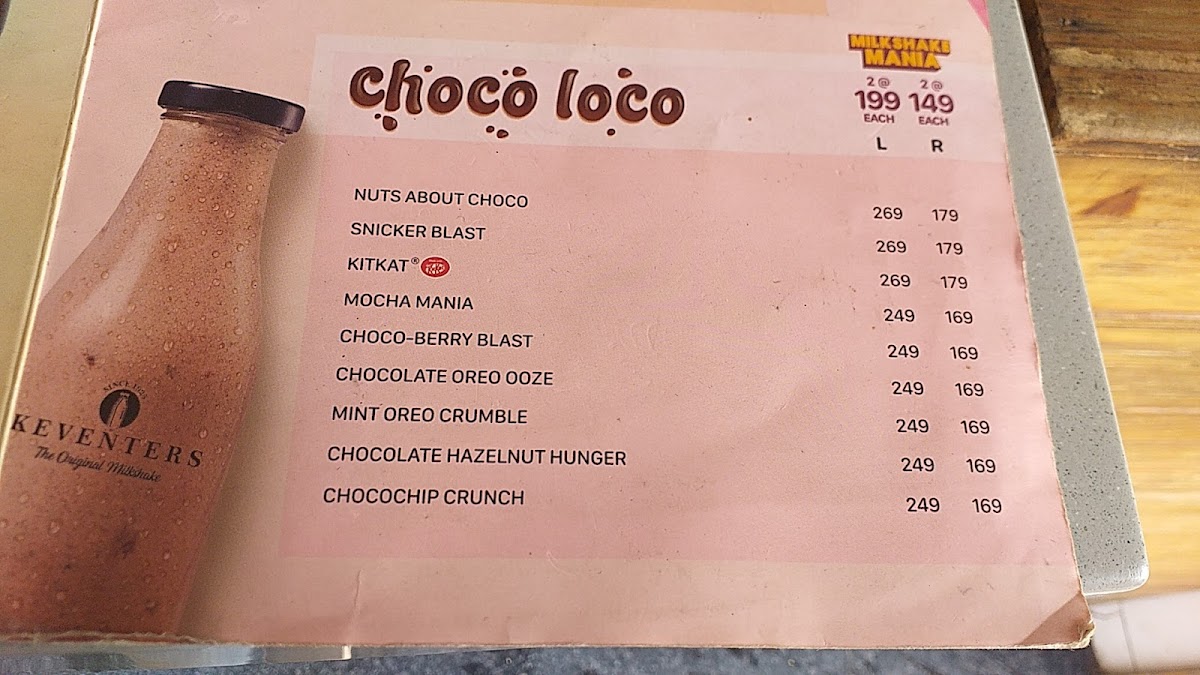 choco loco
MILKSHAKE
MANIA
2 @ 2 @
199 149
EACH EACH
L R
NUTS ABOUT CHOCO 269 179
SNICKER BLAST 269 179
KITKAT® 269 179
MOCHA MANIA 249 169
CHOCO-BERRY BLAST 249 169
CHOCOLATE OREO OOZE 249 169
MINT OREO CRUMBLE 249 169
CHOCOLATE HAZELNUT HUNGER 249 169
CHOCOCHIP CRUNCH 249 169
KEVENTERS
The Original Milkshake